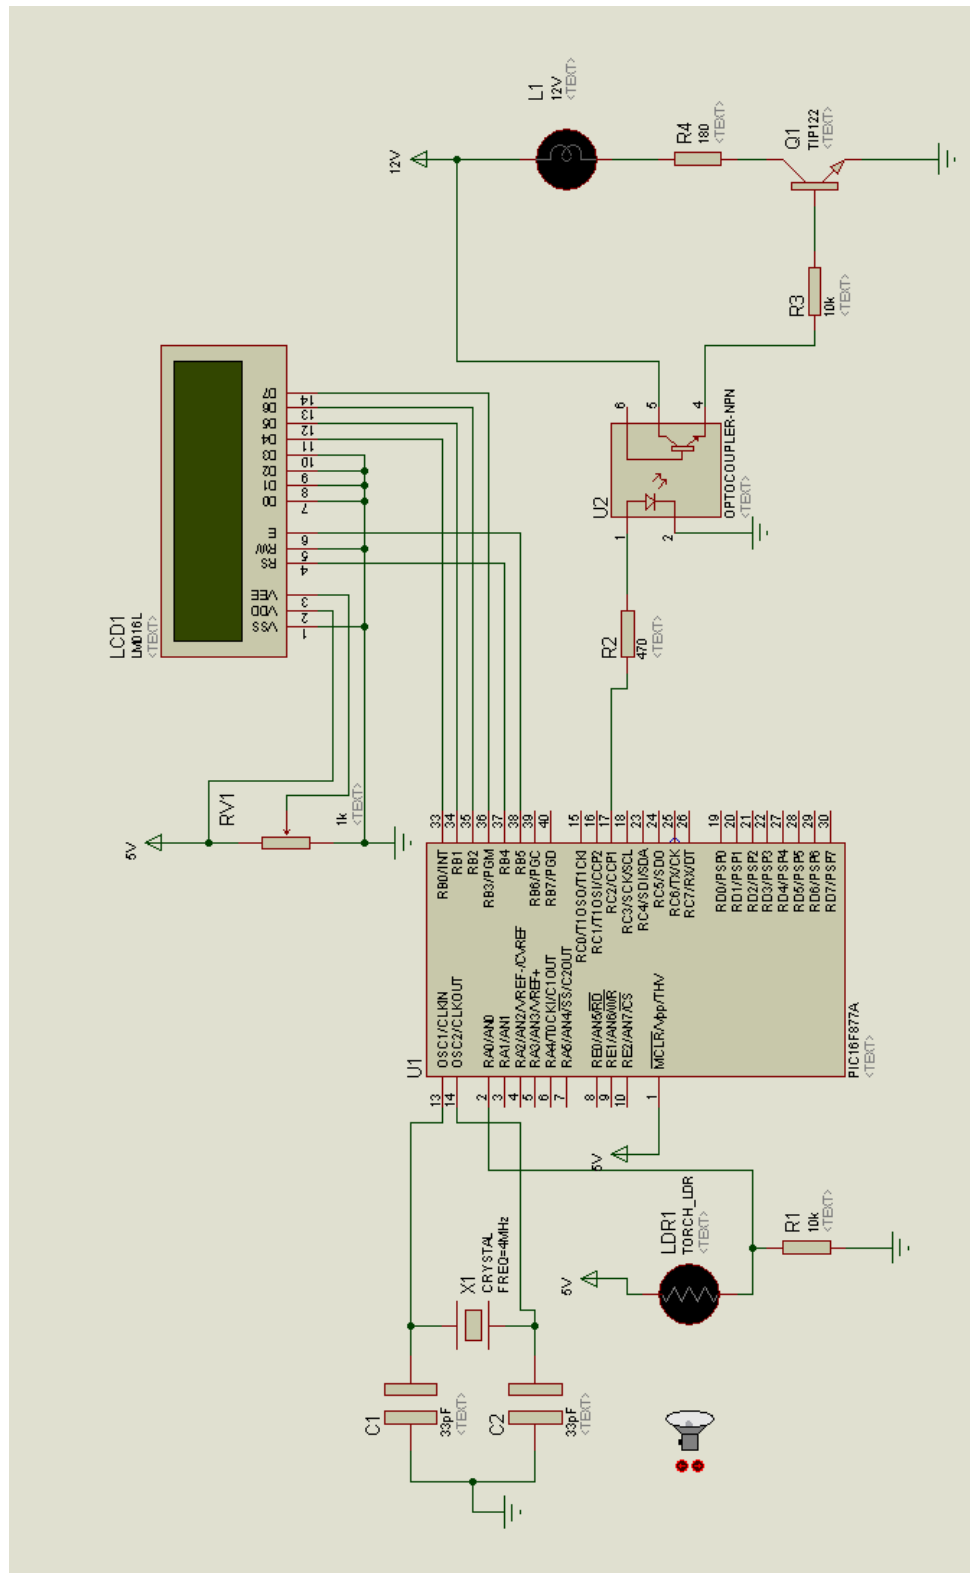 L1
12V
<TEXT>
12V
R4
180
<TEXT>
Q1
TIP122
<TEXT>
R3
10k
<TEXT>
LCD1
LM016L
<TEXT>
D7
D6
D5
D4
D3
D2
D1
D0
E
RW
RS
VEE
VDD
VSS
14
13
12
11
10
9
8
7
6
5
4
3
2
1
U2
OPTOCOUPLER-NPN
<TEXT>
6
5
4
1
2
R2
470
<TEXT>
5V
RV1
1k
<TEXT>
U1
PIC16F877A
<TEXT>
33
34
35
36
37
38
39
40
15
16
17
18
23
24
25
26
19
20
21
22
27
28
29
30
RB0/INT
RB1
RB2
RB3/PGM
RB4
RB5
RB6/PGC
RB7/PGD
RC0/T1OSO/T1CKI
RC1/T1OSI/CCP2
RC2/CCP1
RC3/SCK/SCL
RC4/SDI/SDA
RC5/SDO
RC6/TX/CK
RC7/RX/DT
RD0/PSP0
RD1/PSP1
RD2/PSP2
RD3/PSP3
RD4/PSP4
RD5/PSP5
RD6/PSP6
RD7/PSP7
OSC1/CLKIN
OSC2/CLKOUT
RA0/AN0
RA1/AN1
RA2/AN2/VREF-/CVREF
RA3/AN3/VREF+
RA4/T0CKI/C1OUT
RA5/AN4/SS/C2OUT
RE0/AN5/RD
RE1/AN6/WR
RE2/AN7/CS
MCLR/Vpp/THV
13
14
2
3
4
5
6
7
8
9
10
1
5V
X1
CRYSTAL
FREQ=4MHz
LDR1
TORCH_LDR
<TEXT>
5V
R1
10k
<TEXT>
C1
33pF
<TEXT>
C2
33pF
<TEXT>